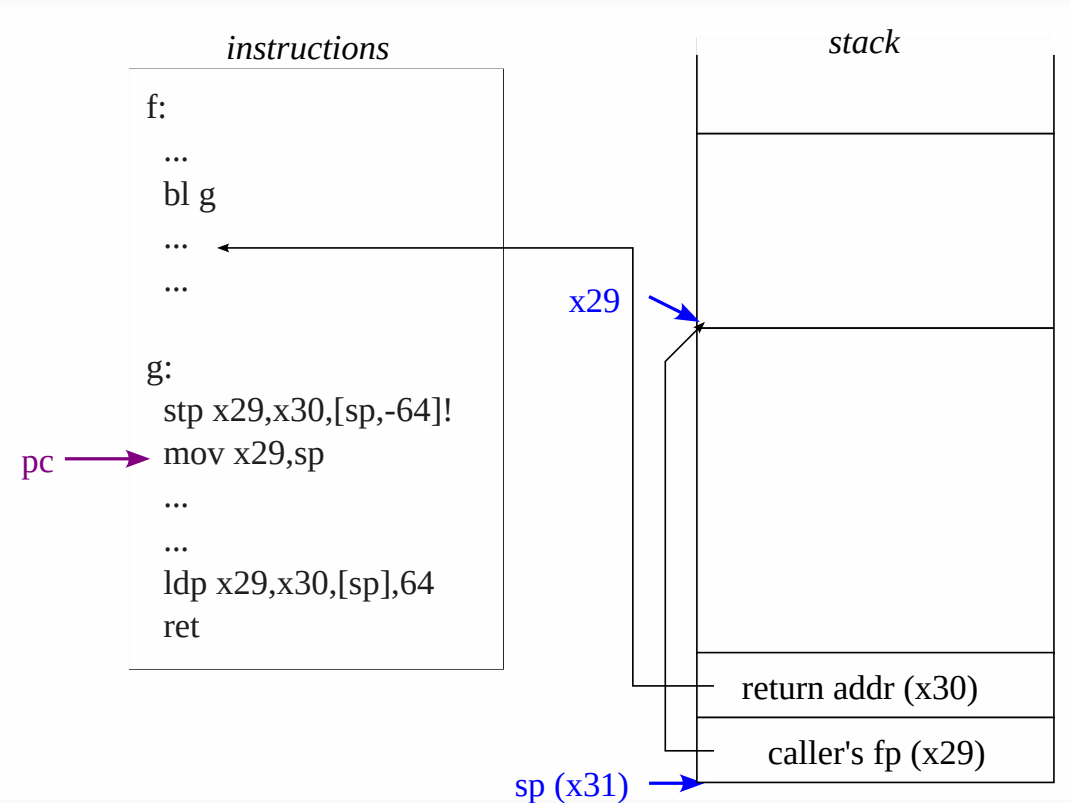 instructions
f:
...
bl g
...
...
g:
stp x29,x30,[sp,-64]!
mov x29,sp
...
...
ldp x29,x30,[sp],64
ret
pc
stack
x29
return addr (x30)
caller's fp (x29)
sp (x31)